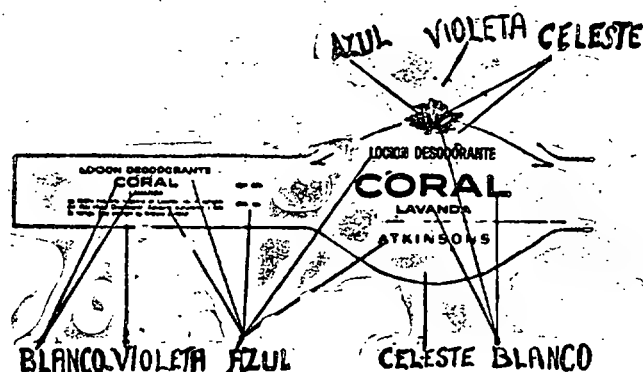 AZUL VIOLETA CELESTE
LOCION DESODORANTE
CORAL
LAVANDA
LOCION DESODORANTE
CORAL
LAVANDA
ATKINSONS
BLANCO VIOLETA AZUL CELESTE BLANCO